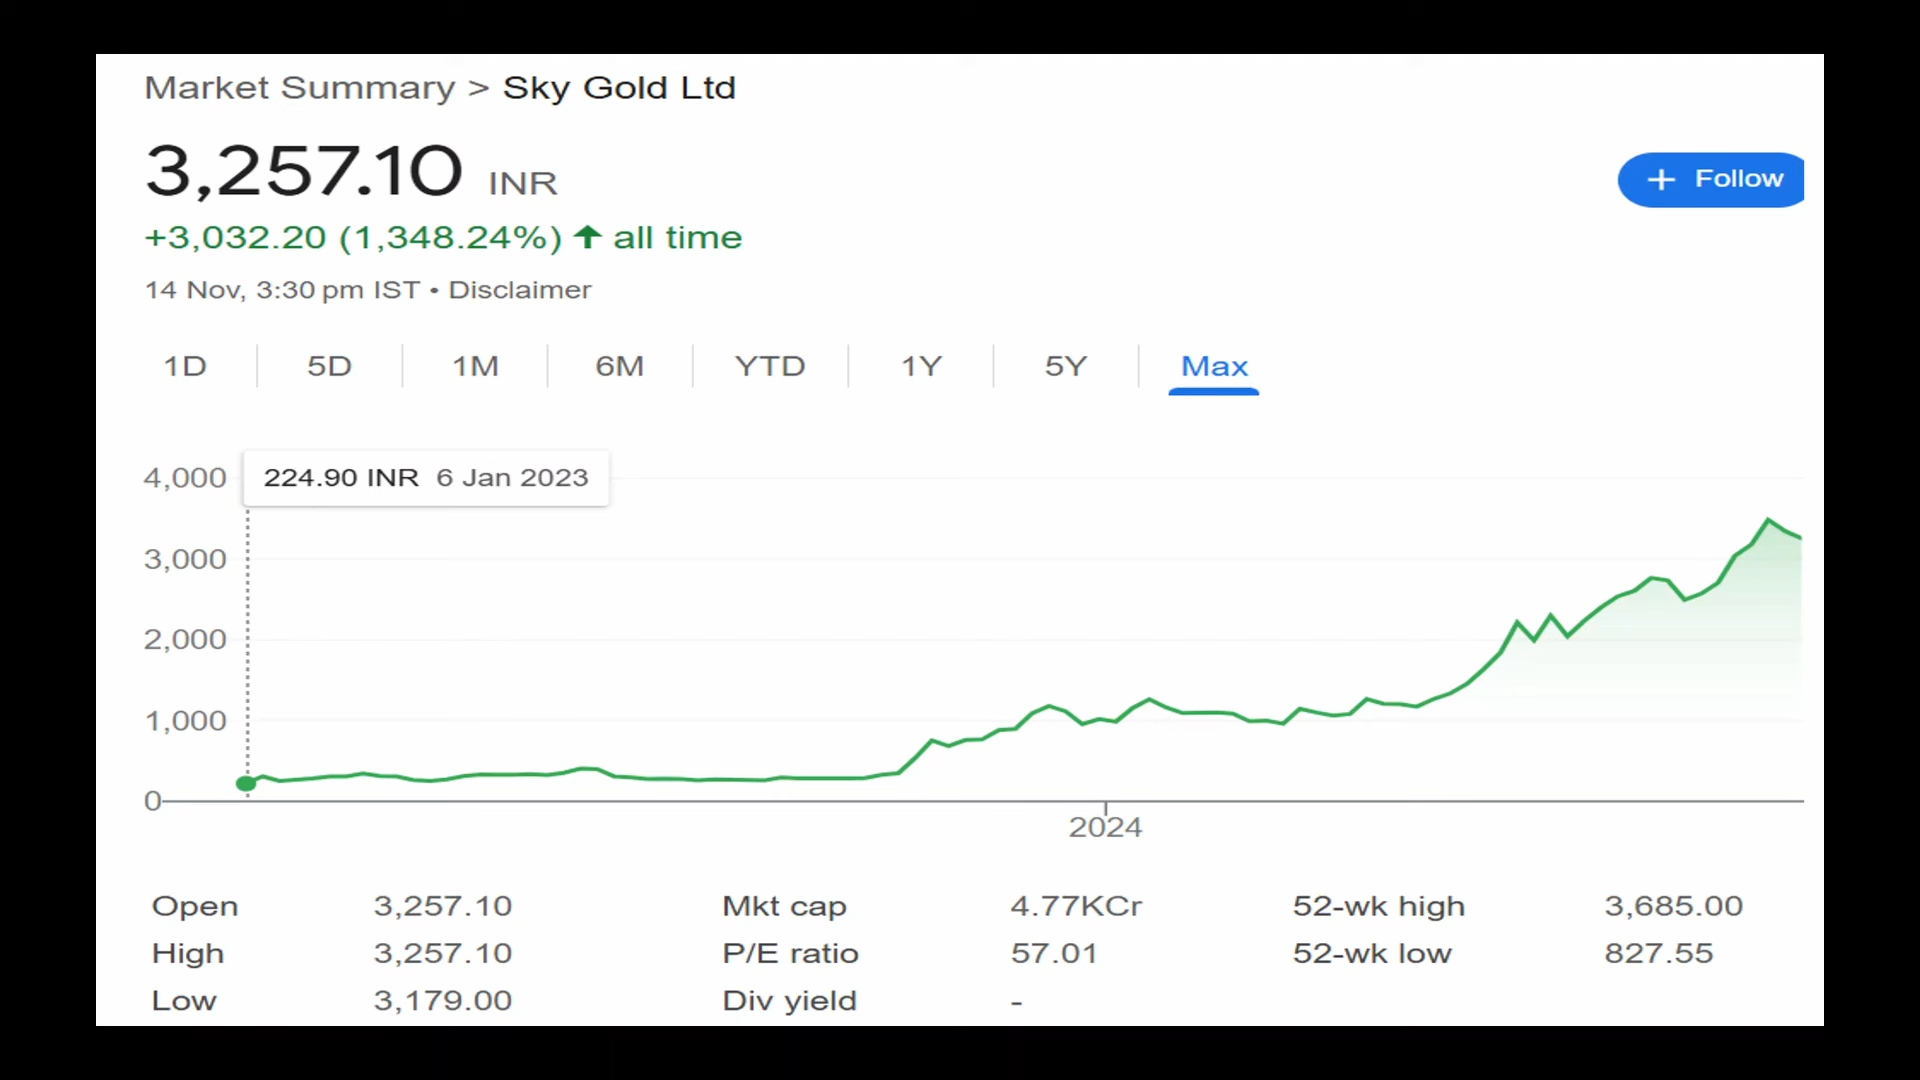 Market Summary > Sky Gold Ltd
3,257.10 INR
+ Follow
+3,032.20 (1,348.24%) ↑ all time
14 Nov, 3:30 pm IST • Disclaimer
1D 5D 1M 6M YTD 1Y 5Y Max
224.90 INR 6 Jan 2023
4,000
3,000
2,000
1,000
0
2024
Open 3,257.10 Mkt cap 4.77KCr 52-wk high 3,685.00
High 3,257.10 P/E ratio 57.01 52-wk low 827.55
Low 3,179.00 Div yield -